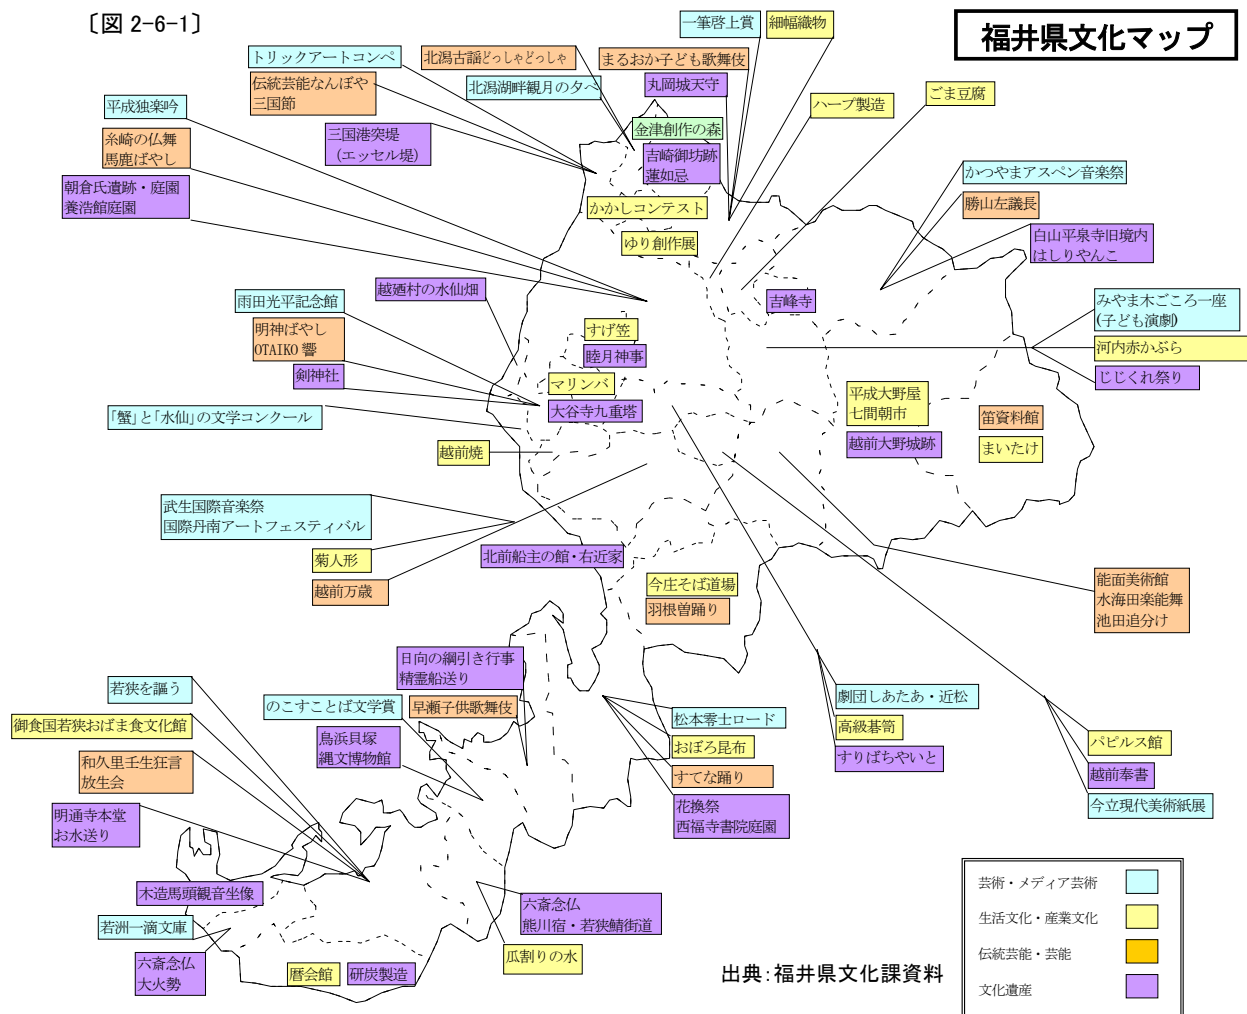 〔図 2-6-1〕
福井県文化マップ
一筆啓上賞
細幅織物
トリックアートコンペ
北潟古謡どっしゃどっしゃ
まるおか子ども歌舞伎
伝統芸能なんぼや
三国節
北潟湖畔観月の夕べ
丸岡城天守
ごま豆腐
平成独楽吟
ハープ製造
三国港突堤
(エッセル堤)
金津創作の森
糸崎の仏舞
馬鹿ばやし
吉崎御坊跡
蓮如忌
かつやまアスペン音楽祭
朝倉氏遺跡・庭園
養浩館庭園
かかしコンテスト
勝山左議長
ゆり創作展
白山平泉寺旧境内
はしりやんこ
越廼村の水仙畑
雨田光平記念館
吉峰寺
みやま木ごころ一座
(子ども演劇)
明神ばやし
OTAIKO 響
すげ笠
睦月神事
河内赤かぶら
剣神社
マリンバ
じじくれ祭り
「蟹」と「水仙」の文学コンクール
大谷寺九重塔
平成大野屋
七間朝市
笛資料館
越前焼
越前大野城跡
まいたけ
武生国際音楽祭
国際丹南アートフェスティバル
菊人形
北前船主の館・右近家
越前万歳
今庄そば道場
羽根曽踊り
能面美術館
水海田楽能舞
池田追分け
日向の綱引き行事
精霊船送り
若狭を謳う
のこすことば文学賞
早瀬子供歌舞伎
松本零士ロード
劇団しあたあ・近松
御食国若狭おばま食文化館
鳥浜貝塚
縄文博物館
おぼろ昆布
高級碁笥
パピルス館
和久里壬生狂言
放生会
すてな踊り
すりばちやいと
越前奉書
明通寺本堂
お水送り
花換祭
西福寺書院庭園
今立現代美術紙展
木造馬頭観音坐像
六斎念仏
熊川宿・若狭鯖街道
若洲一滴文庫
六斎念仏
大火勢
瓜割りの水
暦会館
研炭製造
出典：福井県文化課資料
芸術・メディア芸術
生活文化・産業文化
伝統芸能・芸能
文化遺産